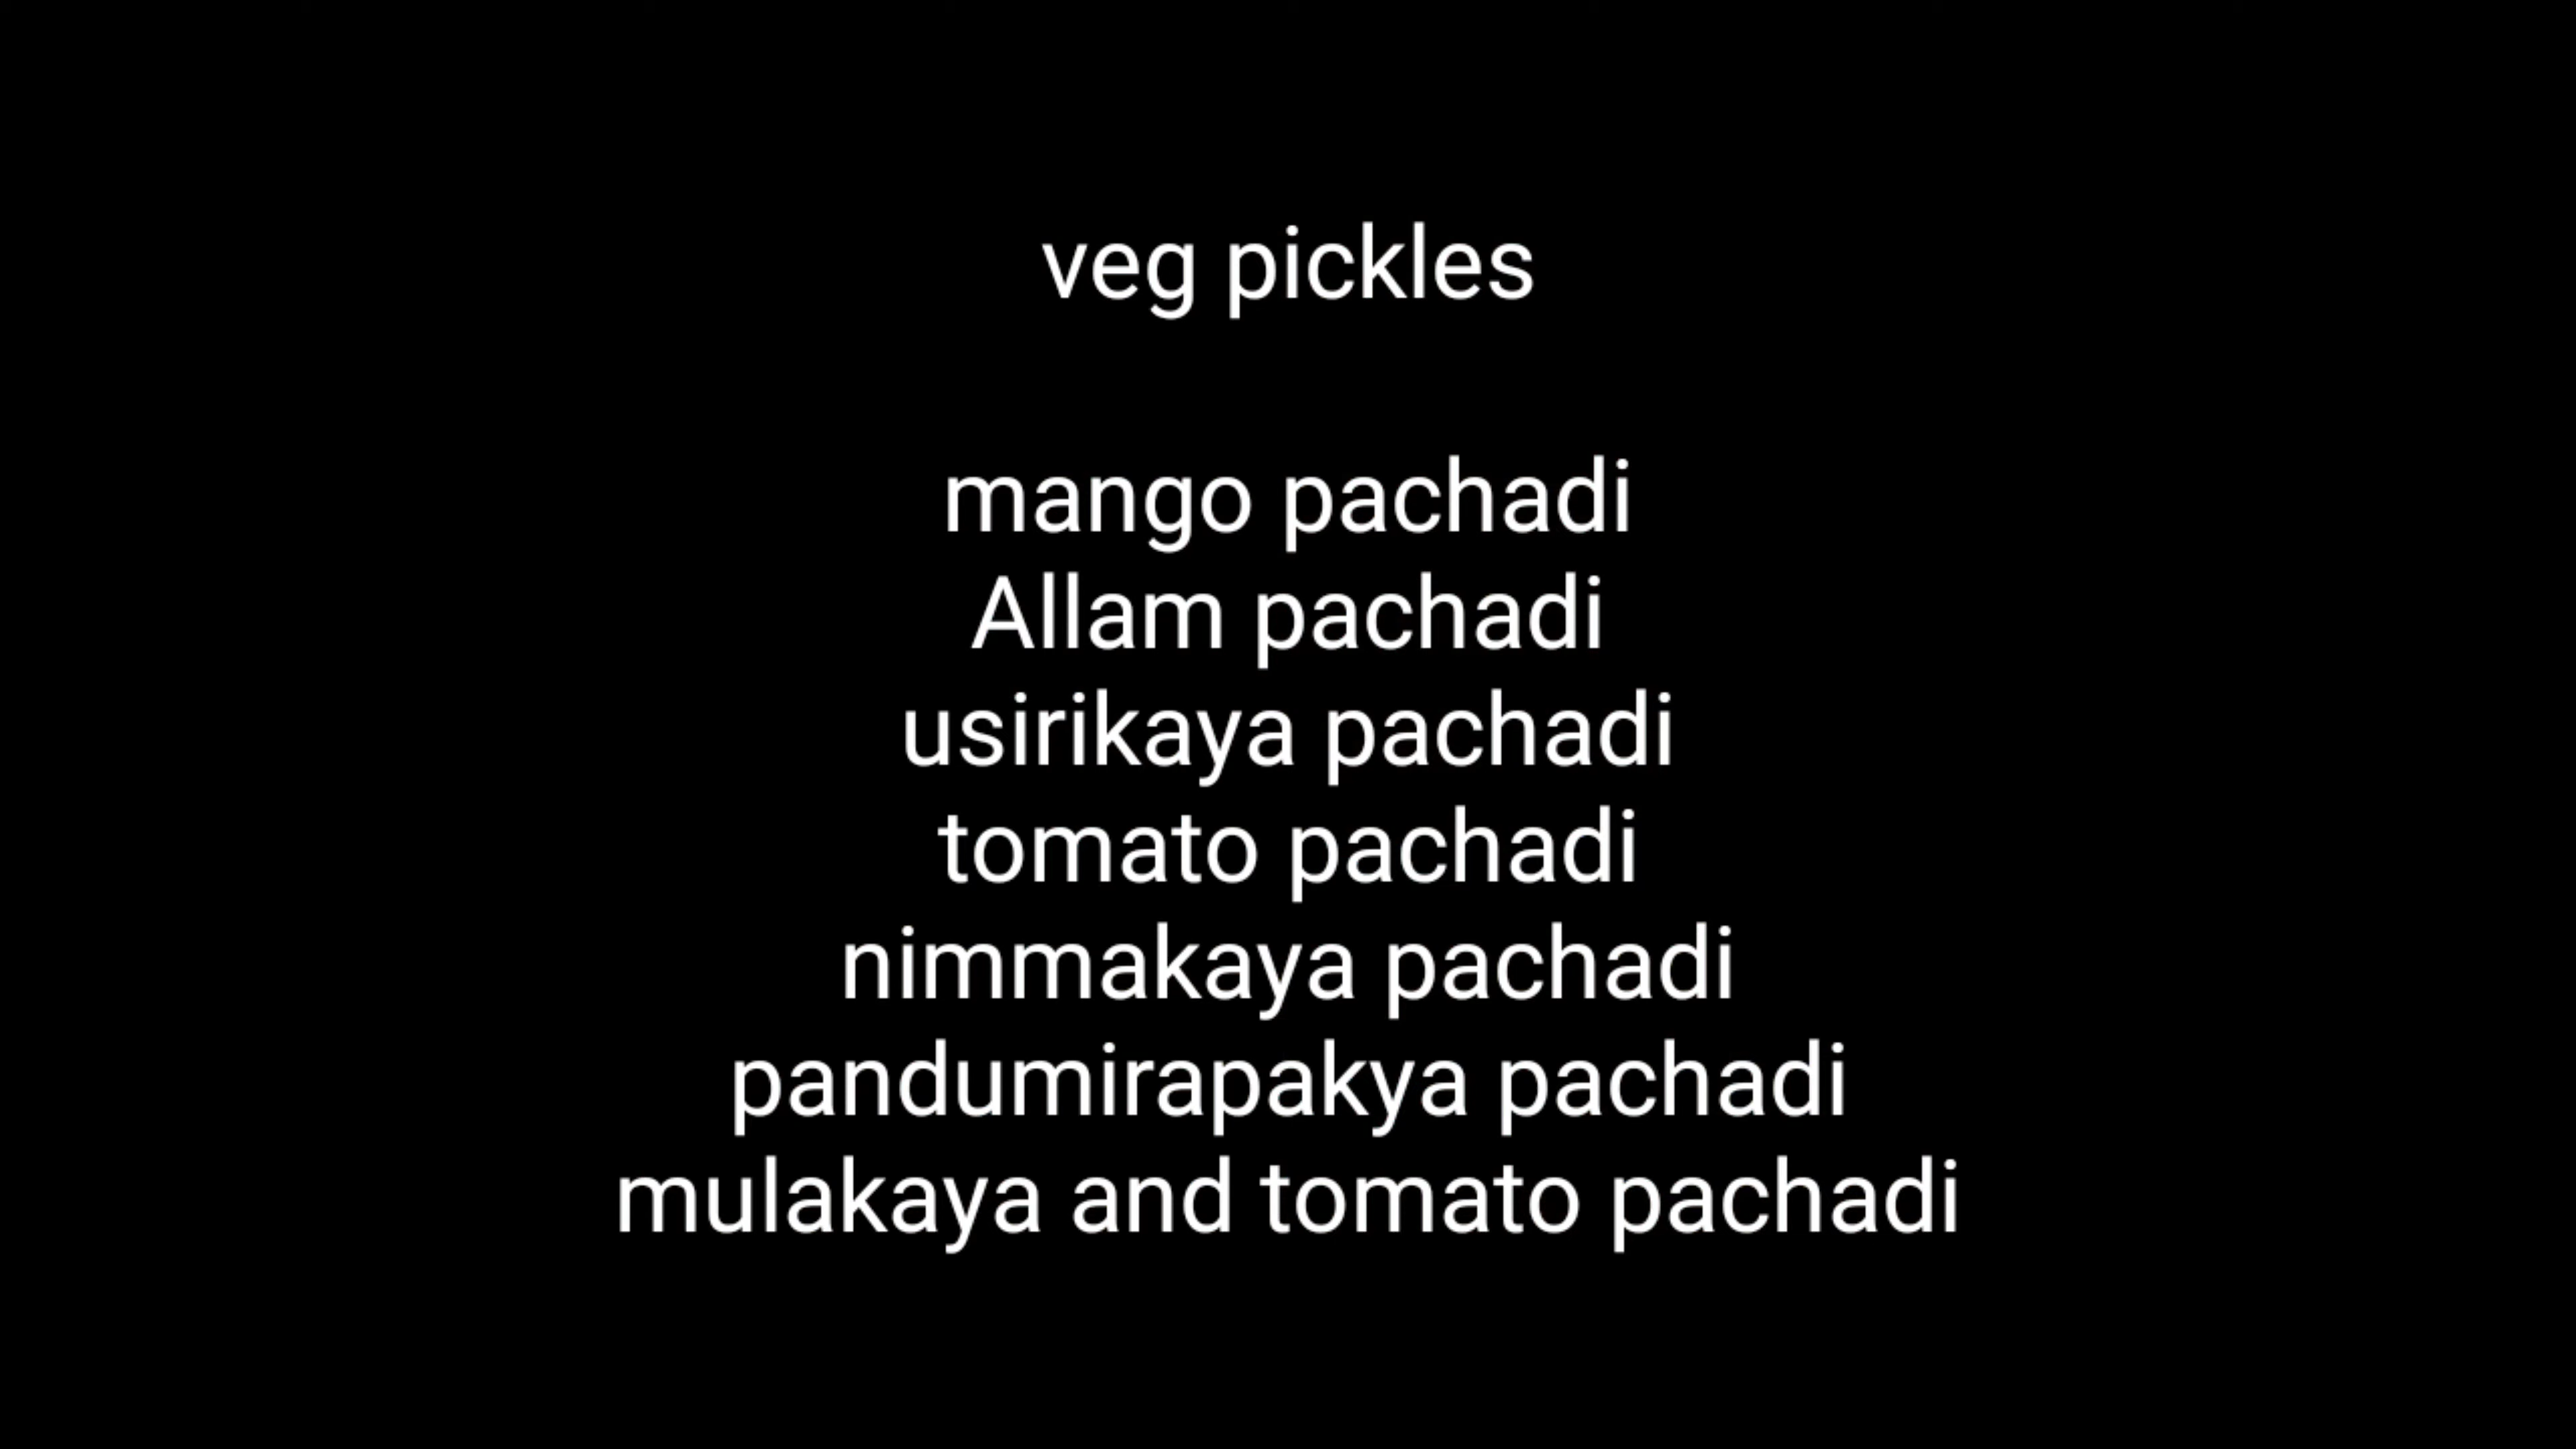 veg pickles
mango pachadi
Allam pachadi
usirikaya pachadi
tomato pachadi
nimmakaya pachadi
pandumirapakya pachadi
mulakaya and tomato pachadi